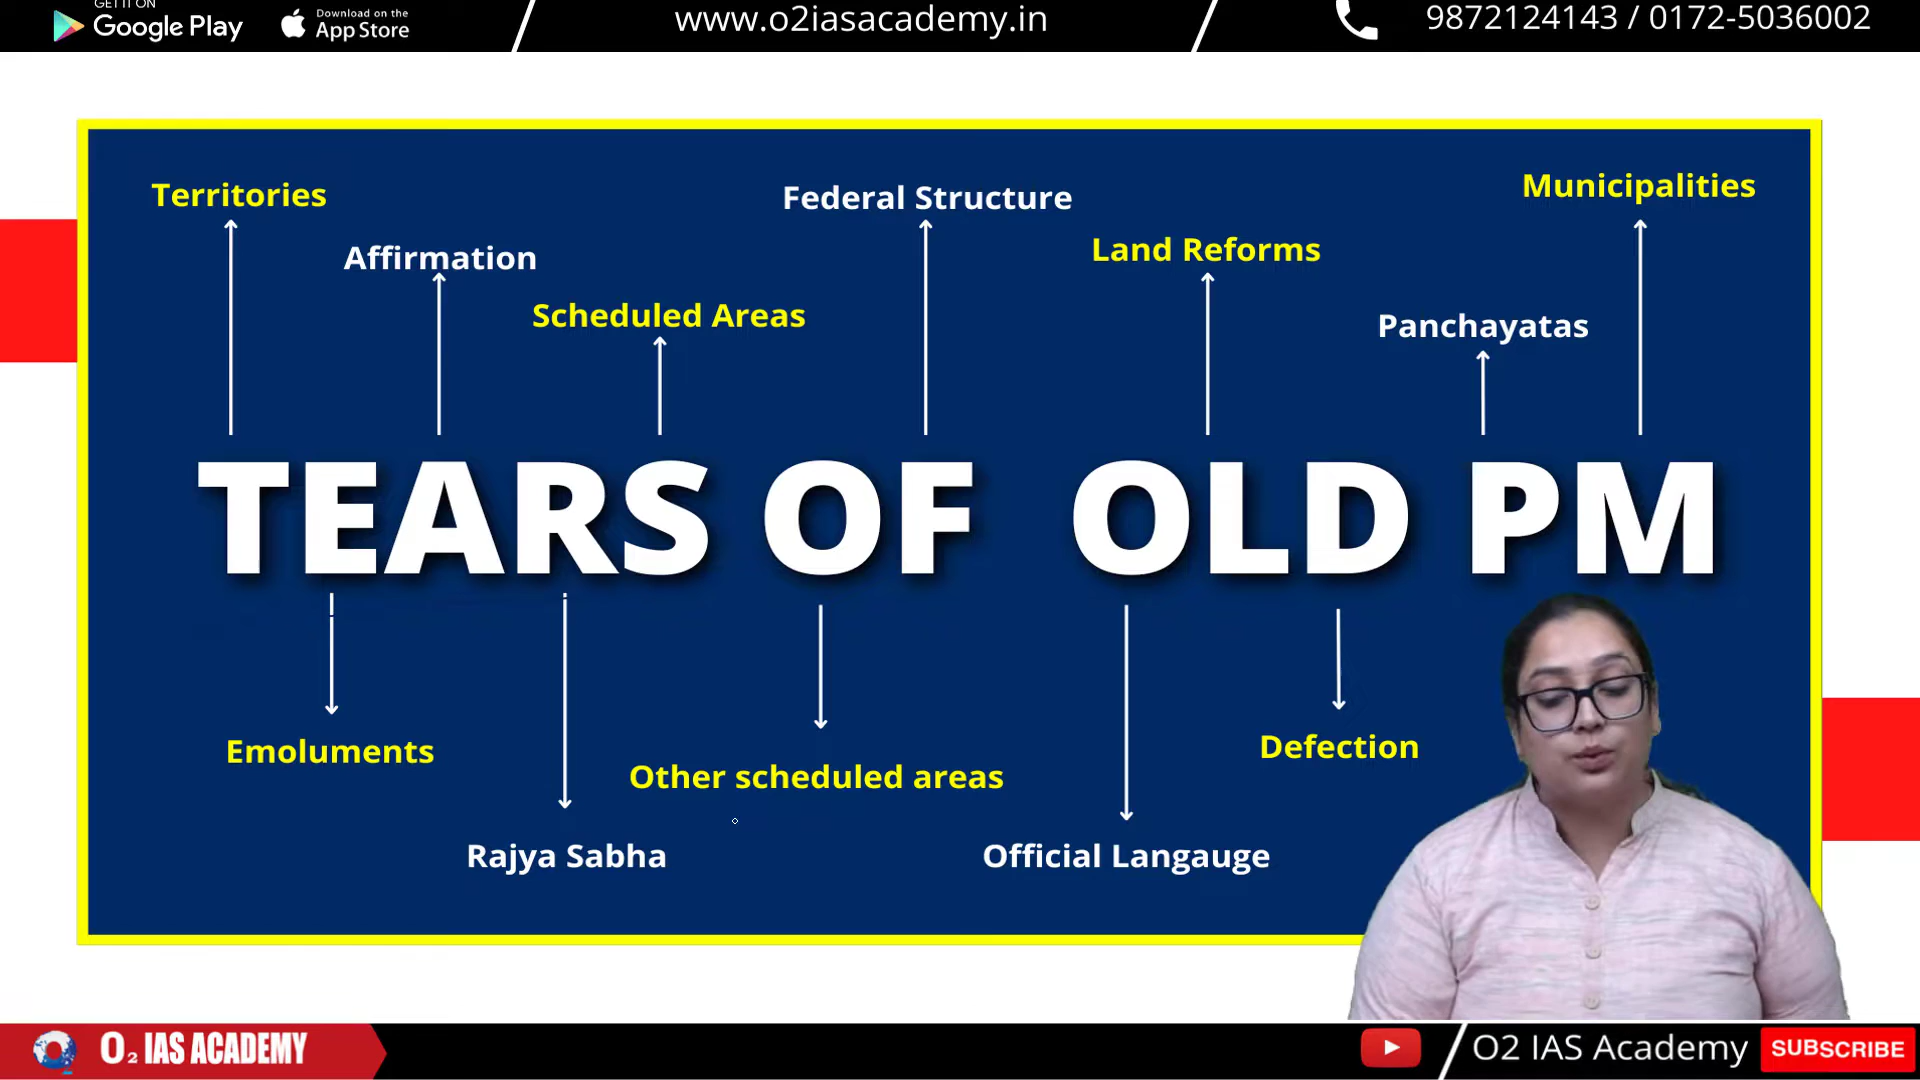 GET IT ON
Google Play
Download on the
App Store
www.o2iasacademy.in
9872124143 / 0172-5036002
Territories
Affirmation
Scheduled Areas
Federal Structure
Land Reforms
Panchayatas
Municipalities
TEARS OF OLD PM
Emoluments
Rajya Sabha
Other scheduled areas
Official Langauge
Defection
O2 IAS ACADEMY
O2 IAS Academy
SUBSCRIBE